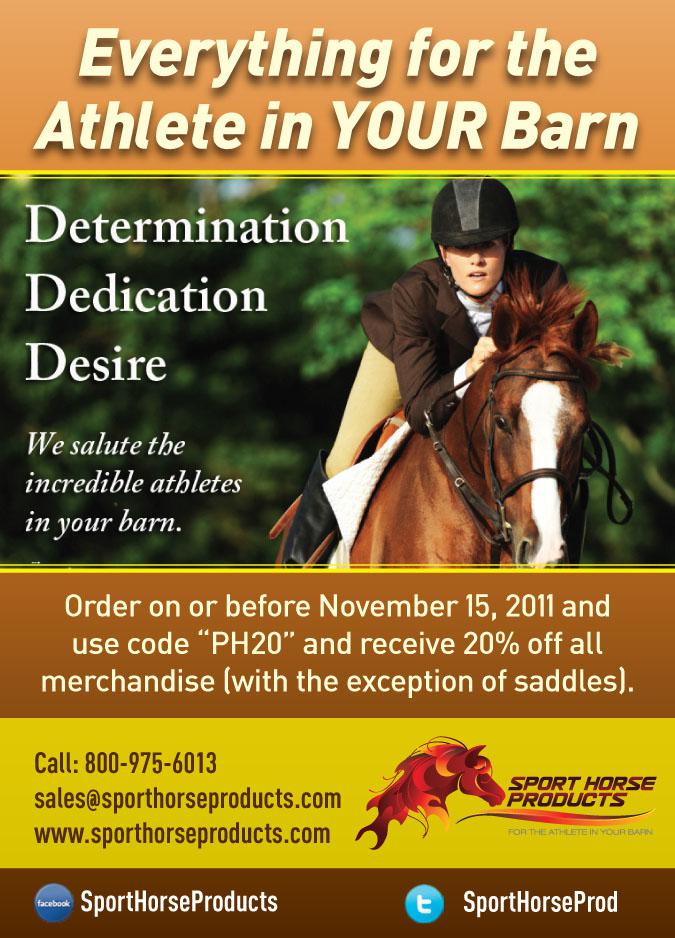 Everything for the
Athlete in YOUR Barn
Determination
Dedication
Desire
We salute the
incredible athletes
in your barn.
Order on or before November 15, 2011 and
use code “PH20” and receive 20% off all
merchandise (with the exception of saddles).
Call: 800-975-6013
sales@sporthorseproducts.com
www.sporthorseproducts.com
SPORT HORSE
PRODUCTS
FOR THE ATHLETE IN YOUR BARN
facebook SportHorseProducts
t SportHorseProd